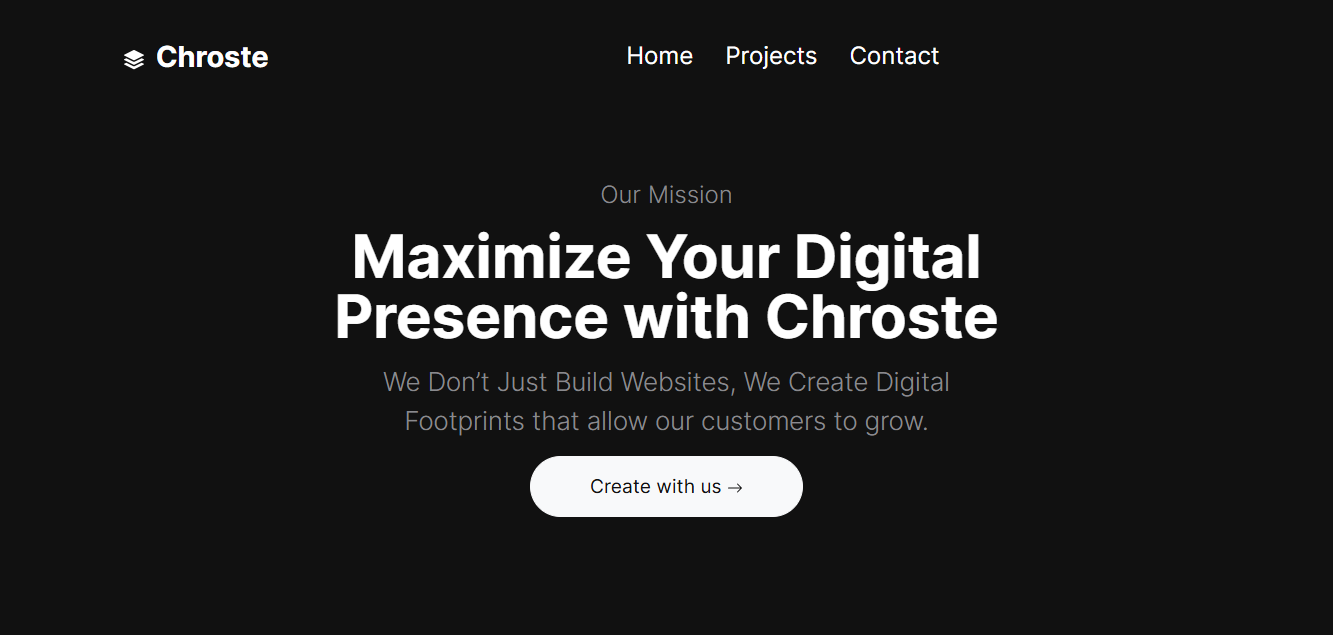 Chroste
Home Projects Contact
Our Mission
Maximize Your Digital
Presence with Chroste
We Don’t Just Build Websites, We Create Digital
Footprints that allow our customers to grow.
Create with us →